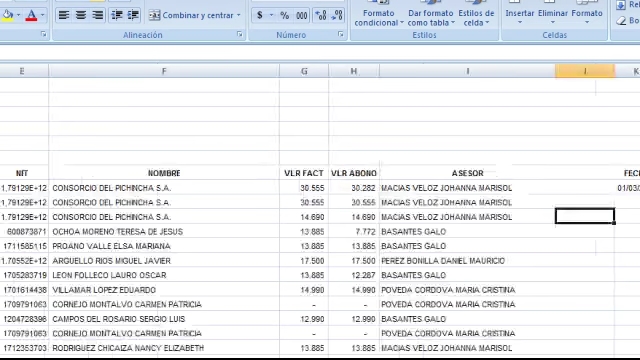 Combinar y centrar
$ %
Formato condicional
Dar formato como tabla
Estilos de celda
Insertar Eliminar Formato
Alineación Número Estilos Celdas
E F G H I J K
NIT NOMBRE VLR FACT VLR ABONO ASESOR FEC
1,79129E+12 CONSORCIO DEL PICHINCHA S.A. 30.555 30.282 MACIAS VELOZ JOHANNA MARISOL 01/03/
1,79129E+12 CONSORCIO DEL PICHINCHA S.A. 30.555 30.555 MACIAS VELOZ JOHANNA MARISOL
1,79129E+12 CONSORCIO DEL PICHINCHA S.A. 14.690 14.690 MACIAS VELOZ JOHANNA MARISOL
600873871 OCHOA MORENO TERESA DE JESUS 13.885 7.772 BASANTES GALO
1711585115 PROANO VALLE ELSA MARIANA 13.885 13.885 BASANTES GALO
1,70552E+12 ARGUELLO RIOS MIGUEL JAVIER 17.500 17.500 PEREZ BONILLA DANIEL MAURICIO
1705283719 LEON FOLLECO LAURO OSCAR 13.885 12.287 BASANTES GALO
1701614438 VILLAMAR LOPEZ EDUARDO 14.990 14.990 POVEDA CORDOVA MARIA CRISTINA
1709791063 CORNEJO MONTALVO CARMEN PATRICIA - - POVEDA CORDOVA MARIA CRISTINA
1204728396 CAMPOS DEL ROSARIO SERGIO LUIS 12.990 12.990 BASANTES GALO
1709791063 CORNEJO MONTALVO CARMEN PATRICIA - - POVEDA CORDOVA MARIA CRISTINA
1712353703 RODRIGUEZ CHICAIZA NANCY ELIZABETH 13.885 13.885 MACIAS VELOZ JOHANNA MARISOL